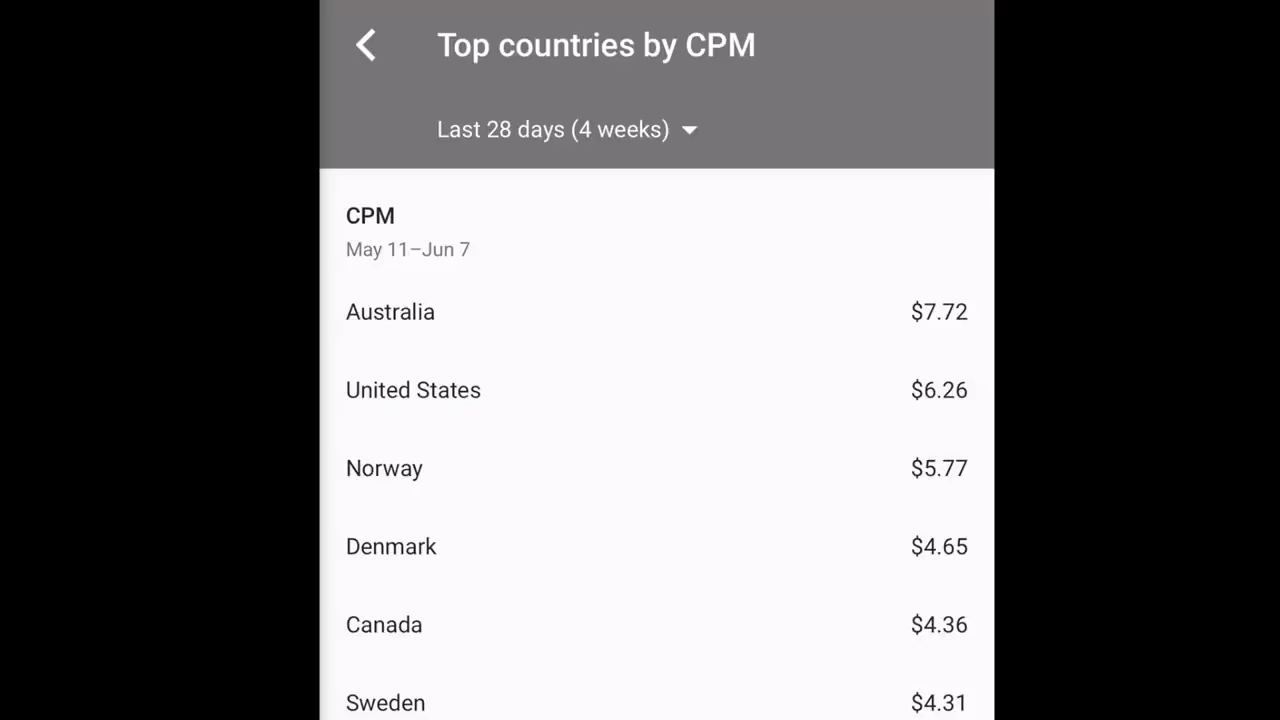 Top countries by CPM
Last 28 days (4 weeks)
CPM
May 11–Jun 7
Australia $7.72
United States $6.26
Norway $5.77
Denmark $4.65
Canada $4.36
Sweden $4.31